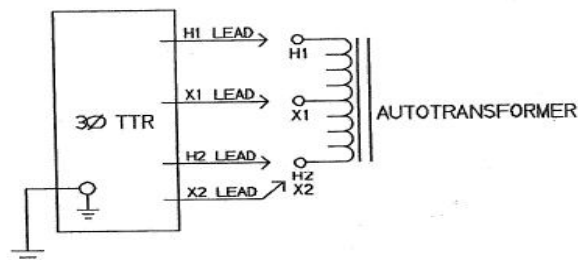 H1 LEAD
H1
X1 LEAD
X1
3Ø TTR
AUTOTRANSFORMER
H2 LEAD
H2
X2
X2 LEAD